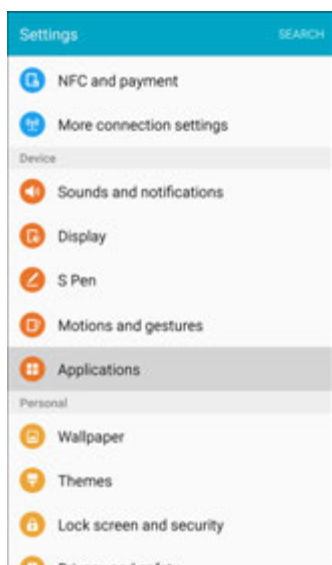 Settings
SEARCH
NFC and payment
More connection settings
Device
Sounds and notifications
Display
S Pen
Motions and gestures
Applications
Personal
Wallpaper
Themes
Lock screen and security